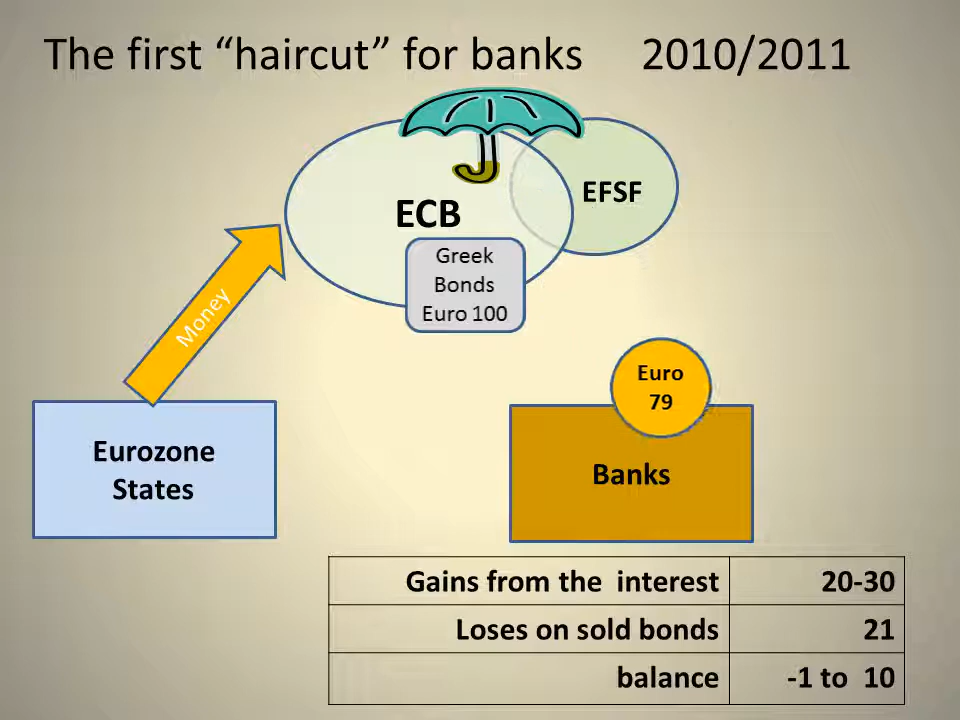 The first “haircut” for banks 2010/2011
ECB
EFSF
Greek
Bonds
Euro 100
Money
Euro
79
Eurozone
States
Banks
Gains from the interest 20-30
Loses on sold bonds 21
balance -1 to 10